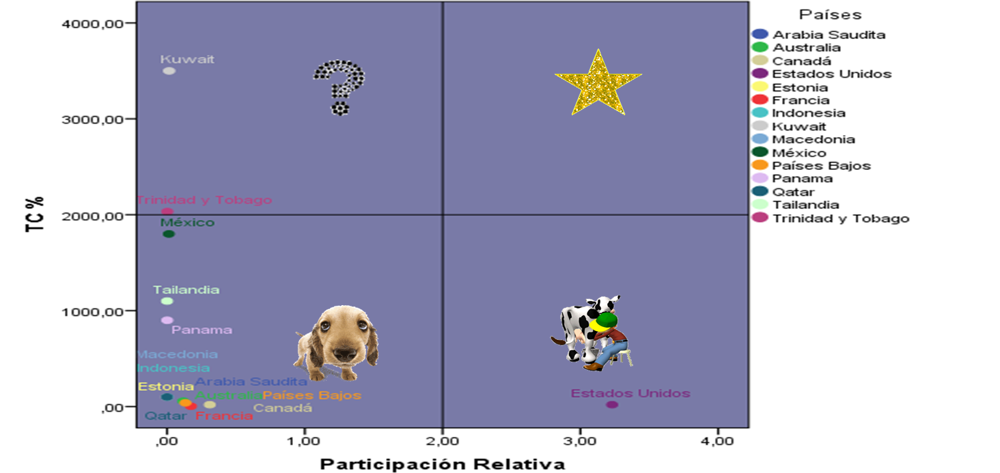 4000,00
3000,00
2000,00
1000,00
,00
TC %
Kuwait
Trinidad y Tobago
México
Tailandia
Panama
Macedonia
Indonesia
Arabia Saudita
Estonia
Australia
Países Bajos
Canadá
Qatar
Francia
Estados Unidos
,00
1,00
2,00
3,00
4,00
Participación Relativa
Países
Arabia Saudita
Australia
Canadá
Estados Unidos
Estonia
Francia
Indonesia
Kuwait
Macedonia
México
Países Bajos
Panama
Qatar
Tailandia
Trinidad y Tobago